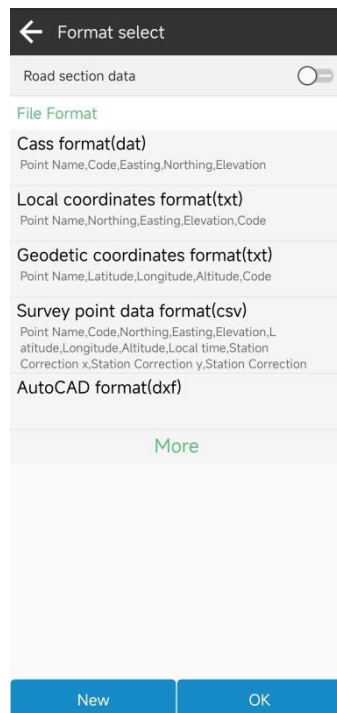 Format select
Road section data
File Format
Cass format(dat)
Point Name,Code,Easting,Northing,Elevation
Local coordinates format(txt)
Point Name,Northing,Easting,Elevation,Code
Geodetic coordinates format(txt)
Point Name,Latitude,Longitude,Altitude,Code
Survey point data format(csv)
Point Name,Code,Northing,Easting,Elevation,L
atitude,Longitude,Altitude,Local time,Station
Correction x,Station Correction y,Station Correction
AutoCAD format(dxf)
More
New
OK